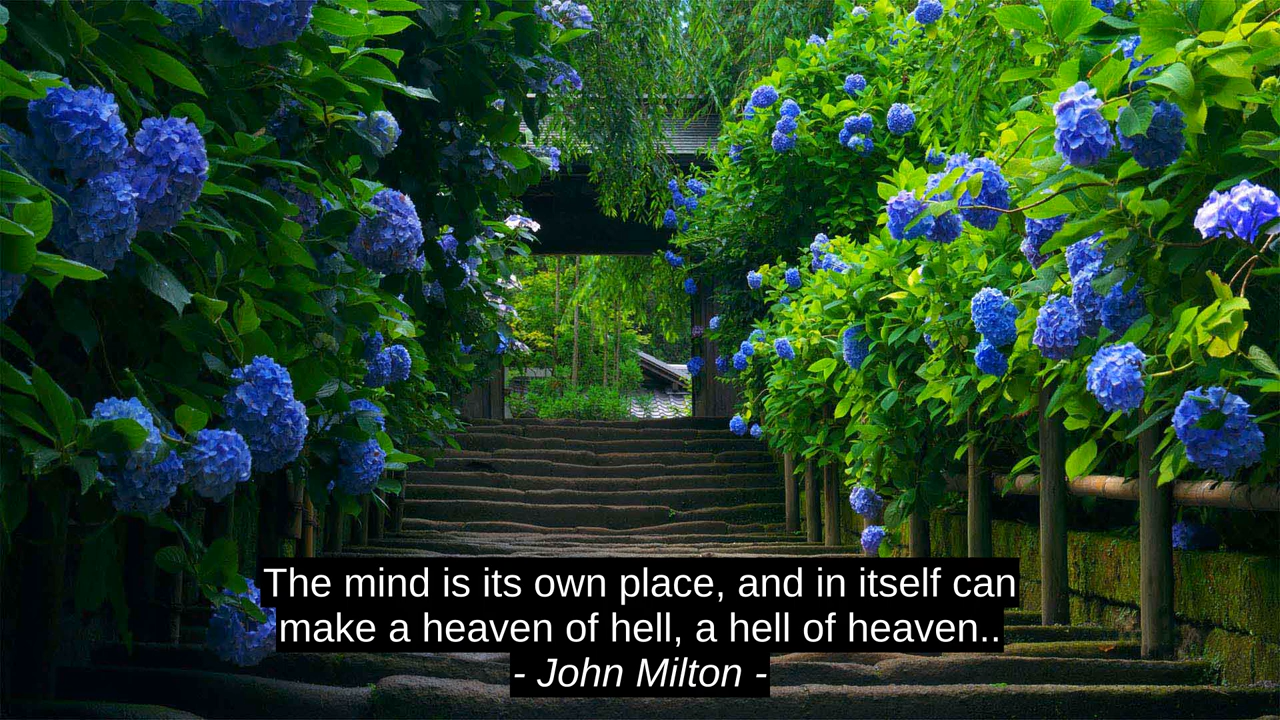 The mind is its own place, and in itself can
make a heaven of hell, a hell of heaven..
- John Milton -